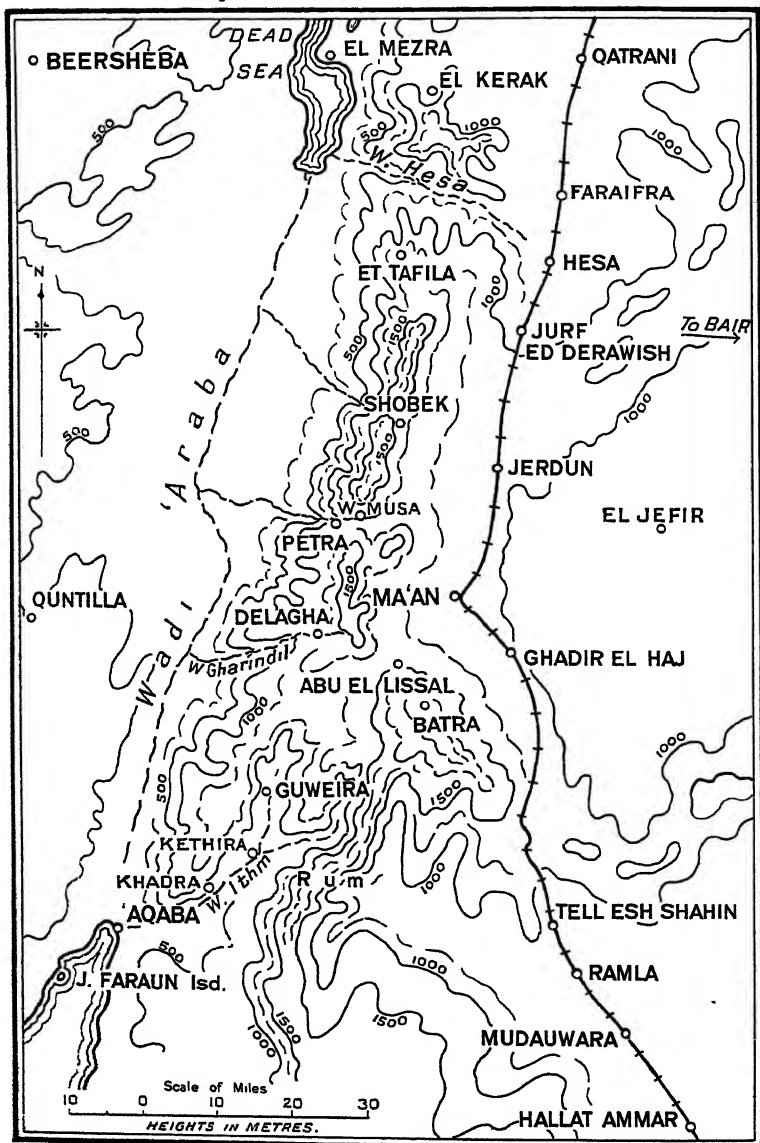 DEAD
SEA
EL MEZRA
BEERSHEBA
QATRANI
EL KERAK
500
500
1000
1000
W. Hesa
FARAIFRA
ET TAFILA
1000
HESA
N
500
1500
JURF
ED DERAWISH
To BAIR
500
SHOBEK
1000
1500
JERDUN
W. MUSA
EL JEFIR
PETRA
1500
MA'AN
QUNTILLA
DELAGHA
Wadi 'Araba
W Gharindil
GHADIR EL HAJ
ABU EL LISSAL
1000
BATRA
1000
500
GUWEIRA
1500
KETHIRA
KHADRA
W. Ithm
Rum
1000
'AQABA
TELL ESH SHAHIN
500
J. FARAUN Isd.
1000
RAMLA
1000
1500
1500
MUDAUWARA
Scale of Miles
10 0 10 20 30
HEIGHTS IN METRES.
HALLAT AMMAR